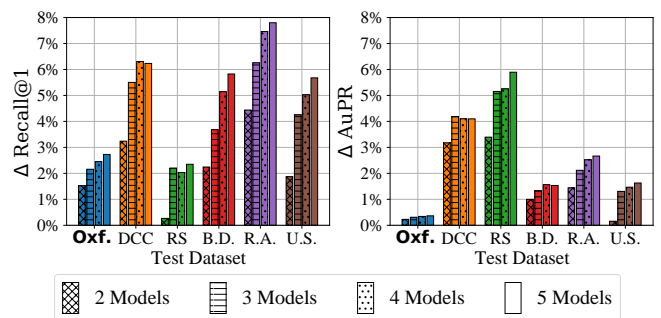 8% 8%
7% 7%
6% 6%
5% 5%
4% 4%
3% 3%
2% 2%
1% 1%
0% 0%
Δ Recall@1 Δ AuPR
Oxf. DCC RS B.D. R.A. U.S. Oxf. DCC RS B.D. R.A. U.S.
Test Dataset Test Dataset
2 Models 3 Models 4 Models 5 Models